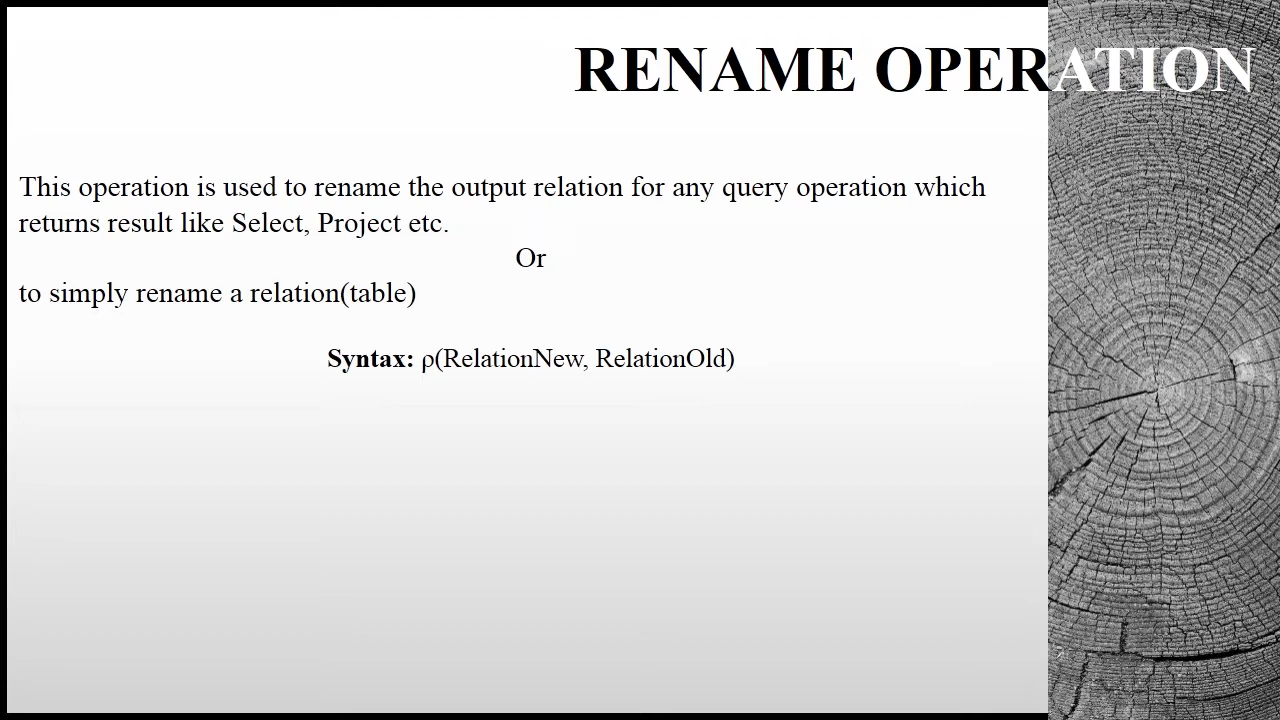 RENAME OPERATION
This operation is used to rename the output relation for any query operation which
returns result like Select, Project etc.
Or
to simply rename a relation(table)
Syntax: ρ(RelationNew, RelationOld)